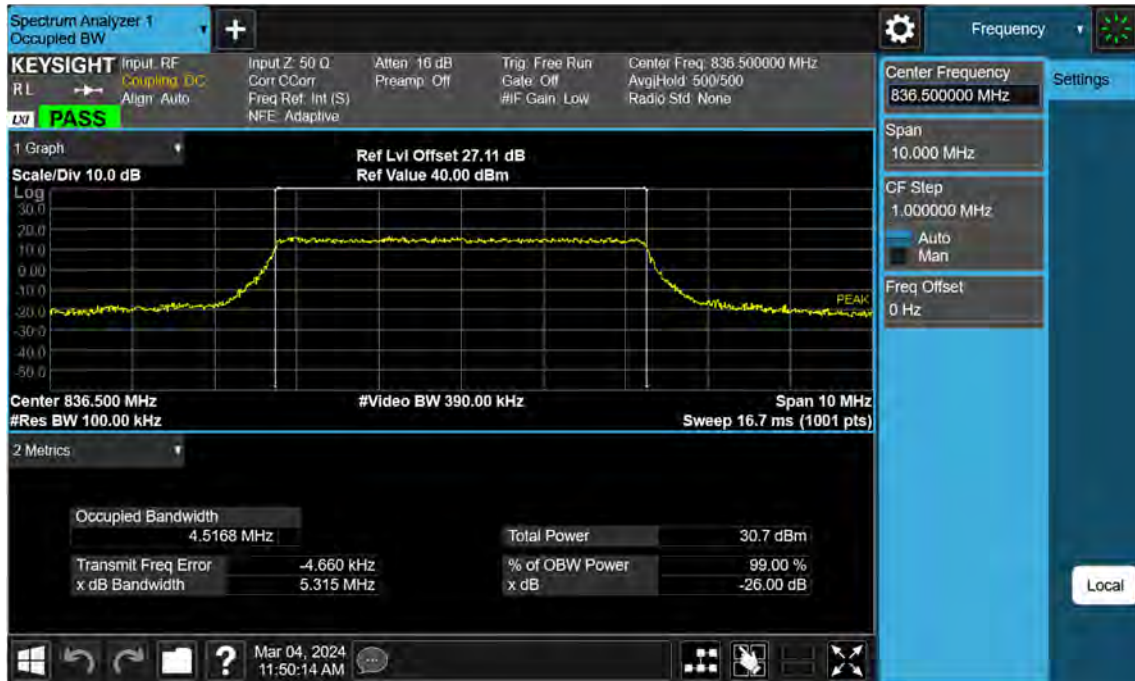 Spectrum Analyzer 1
Occupied BW
Frequency
KEYSIGHT
R L
LXI
PASS
Input: RF
Coupling: DC
Align: Auto
Input Z: 50 Ω
Corr CCorr
Freq Ref: Int (S)
NFE: Adaptive
Atten: 16 dB
Preamp: Off
Trig: Free Run
Gate: Off
#IF Gain: Low
Center Freq: 836.500000 MHz
Avg|Hold: 500/500
Radio Std: None
1 Graph
Scale/Div 10.0 dB
Ref Lvl Offset 27.11 dB
Ref Value 40.00 dBm
Log
30.0
20.0
10.0
0.00
-10.0
-20.0
-30.0
-40.0
-50.0
PEAK
Center 836.500 MHz
#Video BW 390.00 kHz
Span 10 MHz
#Res BW 100.00 kHz
Sweep 16.7 ms (1001 pts)
2 Metrics
Occupied Bandwidth
4.5168 MHz
Total Power 30.7 dBm
Transmit Freq Error -4.660 kHz
% of OBW Power 99.00 %
x dB Bandwidth 5.315 MHz
x dB -26.00 dB
Mar 04, 2024
11:50:14 AM
?
Center Frequency
836.500000 MHz
Settings
Span
10.000 MHz
CF Step
1.000000 MHz
Auto
Man
Freq Offset
0 Hz
Local